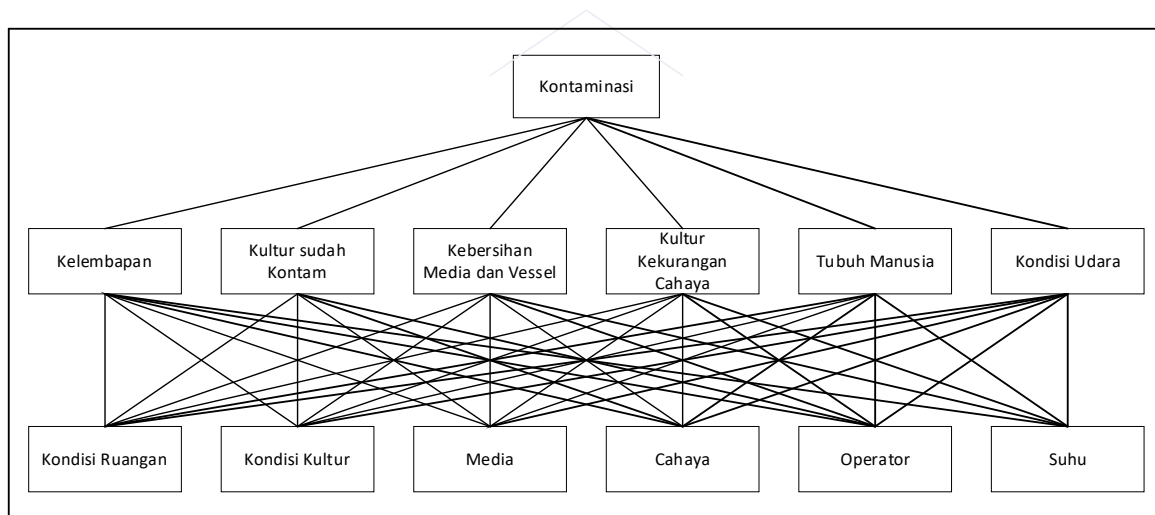 Kontaminasi
Kelembapan
Kultur sudah
Kontam
Kebersihan
Media dan Vessel
Kultur
Kekurangan
Cahaya
Tubuh Manusia
Kondisi Udara
Kondisi Ruangan
Kondisi Kultur
Media
Cahaya
Operator
Suhu